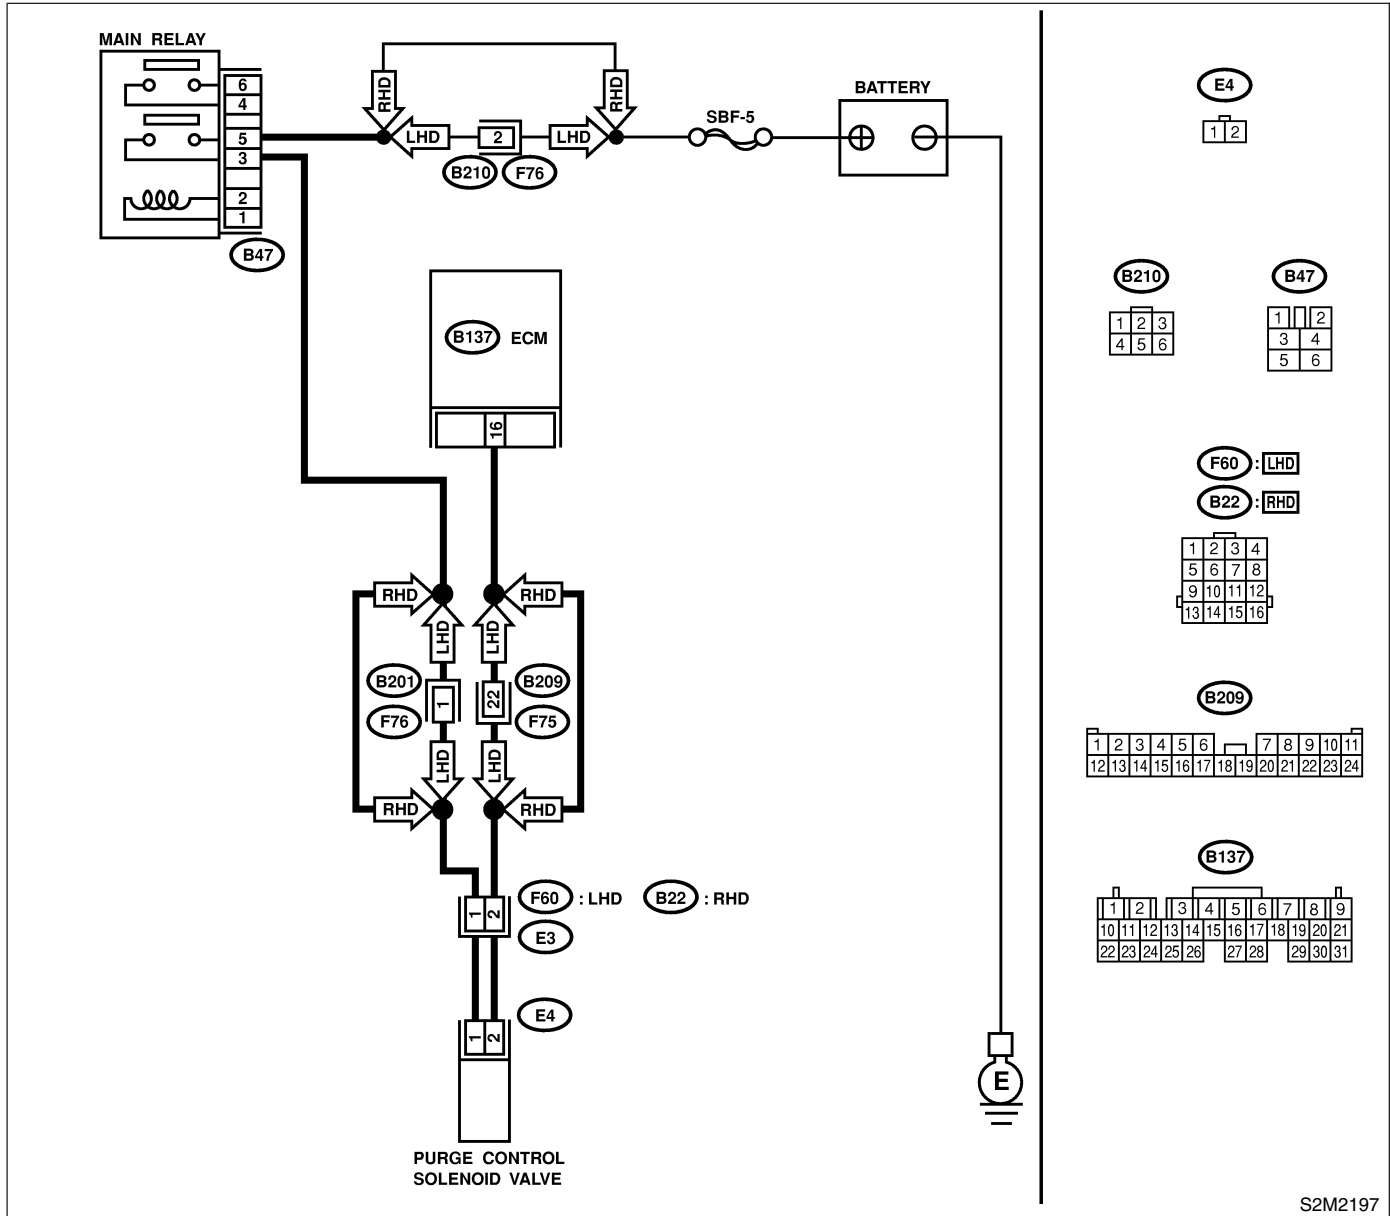 MAIN RELAY
6
4
5
3
2
1
B47
RHD
RHD
LHD
2
LHD
B210
F76
SBF-5
BATTERY
B137 ECM
16
RHD
RHD
LHD
LHD
B201
F76
1
22
B209
F75
LHD
LHD
RHD
RHD
F60 : LHD B22 : RHD
1 2
E3
E4
1 2
PURGE CONTROL
SOLENOID VALVE
E
E4
1 2
B210
1 2 3
4 5 6
B47
1 2
3 4
5 6
F60 : LHD
B22 : RHD
1 2 3 4
5 6 7 8
9 10 11 12
13 14 15 16
B209
1 2 3 4 5 6 7 8 9 10 11
12 13 14 15 16 17 18 19 20 21 22 23 24
B137
1 2 3 4 5 6 7 8 9
10 11 12 13 14 15 16 17 18 19 20 21
22 23 24 25 26 27 28 29 30 31
S2M2197